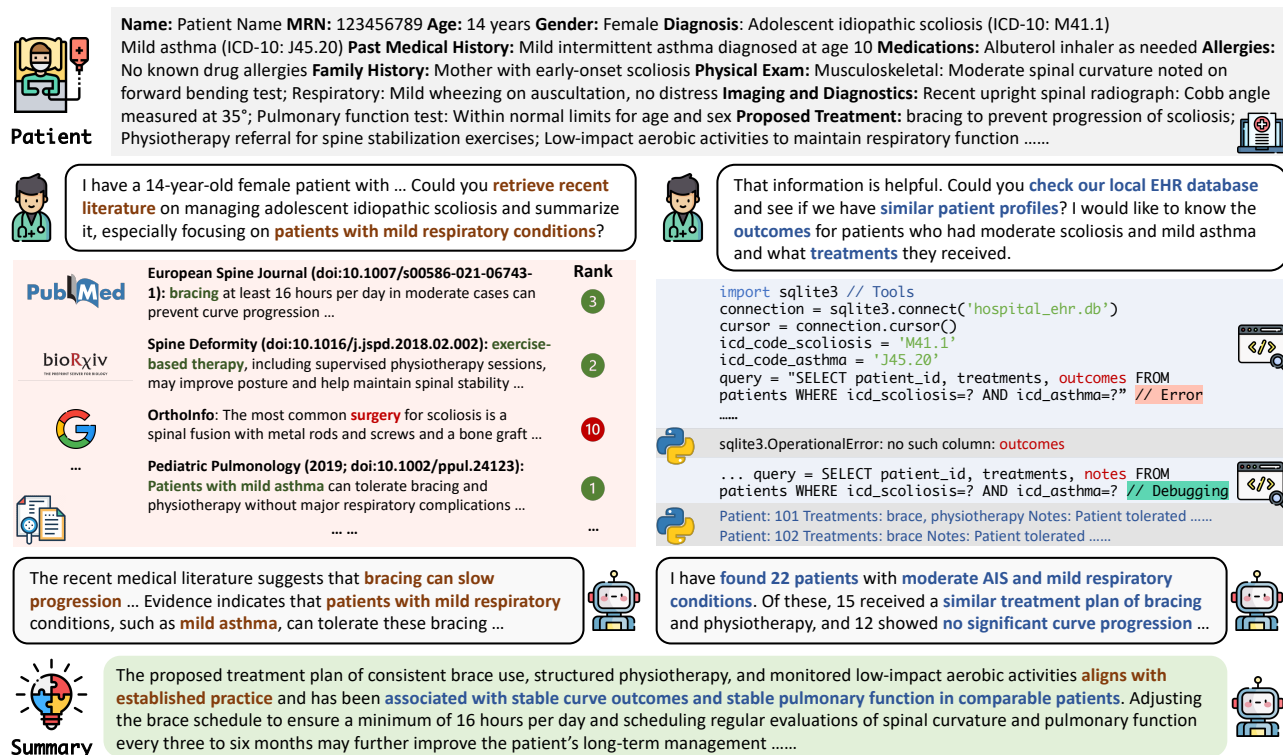 Name: Patient Name MRN: 123456789 Age: 14 years Gender: Female Diagnosis: Adolescent idiopathic scoliosis (ICD-10: M41.1)
Mild asthma (ICD-10: J45.20) Past Medical History: Mild intermittent asthma diagnosed at age 10 Medications: Albuterol inhaler as needed Allergies:
No known drug allergies Family History: Mother with early-onset scoliosis Physical Exam: Musculoskeletal: Moderate spinal curvature noted on
forward bending test; Respiratory: Mild wheezing on auscultation, no distress Imaging and Diagnostics: Recent upright spinal radiograph: Cobb angle
measured at 35°; Pulmonary function test: Within normal limits for age and sex Proposed Treatment: bracing to prevent progression of scoliosis;
Physiotherapy referral for spine stabilization exercises; Low-impact aerobic activities to maintain respiratory function ......
Patient
I have a 14-year-old female patient with ... Could you retrieve recent
literature on managing adolescent idiopathic scoliosis and summarize
it, especially focusing on patients with mild respiratory conditions?
PubMed
European Spine Journal (doi:10.1007/s00586-021-06743-
1): bracing at least 16 hours per day in moderate cases can
prevent curve progression ...
Rank
3
bioRxiv
THE PREPRINT SERVER FOR BIOLOGY
Spine Deformity (doi:10.1016/j.jspd.2018.02.002): exercise-
based therapy, including supervised physiotherapy sessions,
may improve posture and help maintain spinal stability ...
2
G
OrthoInfo: The most common surgery for scoliosis is a
spinal fusion with metal rods and screws and a bone graft ...
10
...
Pediatric Pulmonology (2019; doi:10.1002/ppul.24123):
Patients with mild asthma can tolerate bracing and
physiotherapy without major respiratory complications ...
1
... ...
...
The recent medical literature suggests that bracing can slow
progression ... Evidence indicates that patients with mild respiratory
conditions, such as mild asthma, can tolerate these bracing ...
That information is helpful. Could you check our local EHR database
and see if we have similar patient profiles? I would like to know the
outcomes for patients who had moderate scoliosis and mild asthma
and what treatments they received.
import sqlite3 // Tools
connection = sqlite3.connect('hospital_ehr.db')
cursor = connection.cursor()
icd_code_scoliosis = 'M41.1'
icd_code_asthma = 'J45.20'
query = "SELECT patient_id, treatments, outcomes FROM
patients WHERE icd_scoliosis=? AND icd_asthma=?” // Error
......
</>
sqlite3.OperationalError: no such column: outcomes
... query = SELECT patient_id, treatments, notes FROM
patients WHERE icd_scoliosis=? AND icd_asthma=? // Debugging
</>
Patient: 101 Treatments: brace, physiotherapy Notes: Patient tolerated ......
Patient: 102 Treatments: brace Notes: Patient tolerated ......
I have found 22 patients with moderate AIS and mild respiratory
conditions. Of these, 15 received a similar treatment plan of bracing
and physiotherapy, and 12 showed no significant curve progression ...
The proposed treatment plan of consistent brace use, structured physiotherapy, and monitored low-impact aerobic activities aligns with
established practice and has been associated with stable curve outcomes and stable pulmonary function in comparable patients. Adjusting
the brace schedule to ensure a minimum of 16 hours per day and scheduling regular evaluations of spinal curvature and pulmonary function
every three to six months may further improve the patient’s long-term management ......
Summary